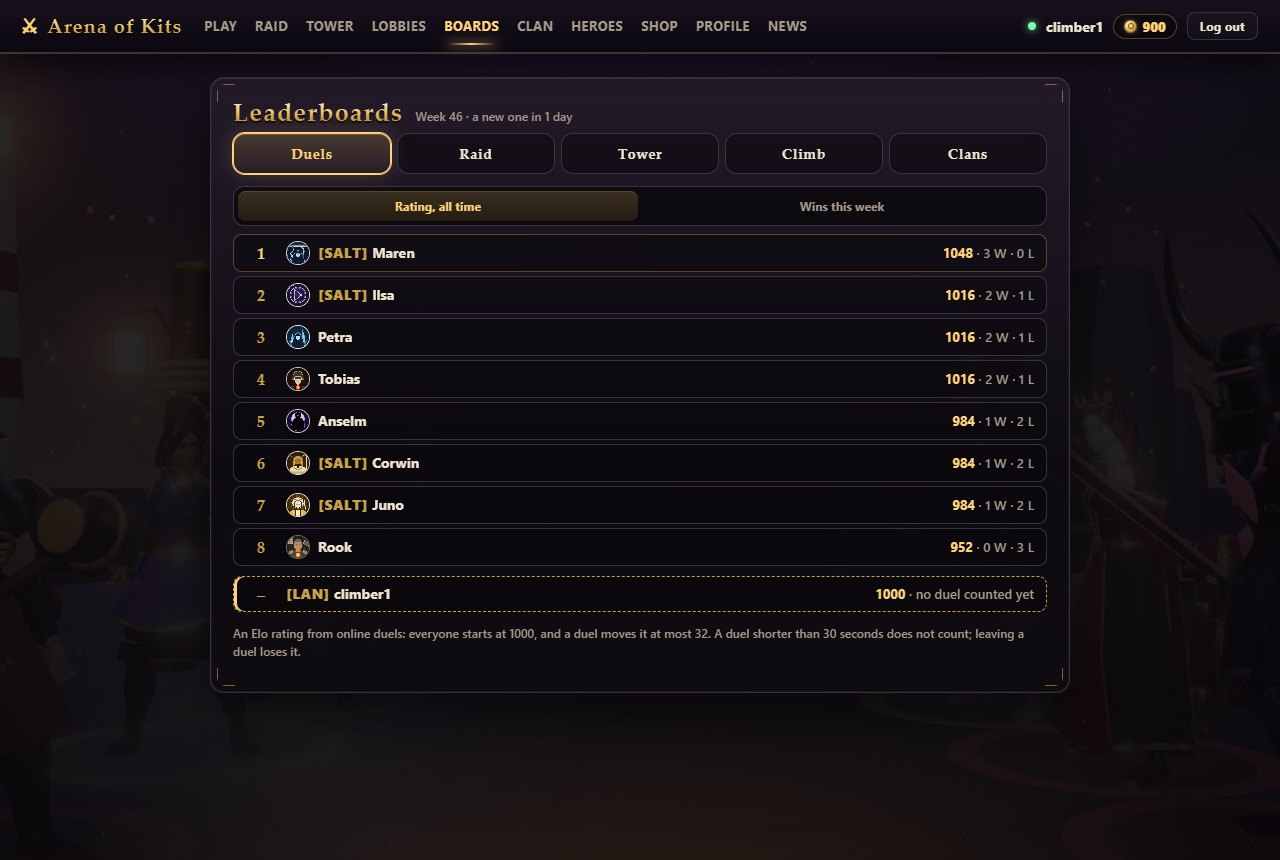 Arena of Kits PLAY RAID TOWER LOBBIES BOARDS CLAN HEROES SHOP PROFILE NEWS climber1 900 Log out
Leaderboards Week 46 · a new one in 1 day
Duels Raid Tower Climb Clans
Rating, all time Wins this week
1 [SALT] Maren 1048 · 3 W · 0 L
2 [SALT] Ilsa 1016 · 2 W · 1 L
3 Petra 1016 · 2 W · 1 L
4 Tobias 1016 · 2 W · 1 L
5 Anselm 984 · 1 W · 2 L
6 [SALT] Corwin 984 · 1 W · 2 L
7 [SALT] Juno 984 · 1 W · 2 L
8 Rook 952 · 0 W · 3 L
– [LAN] climber1 1000 · no duel counted yet
An Elo rating from online duels: everyone starts at 1000, and a duel moves it at most 32. A duel shorter than 30 seconds does not count; leaving a
duel loses it.